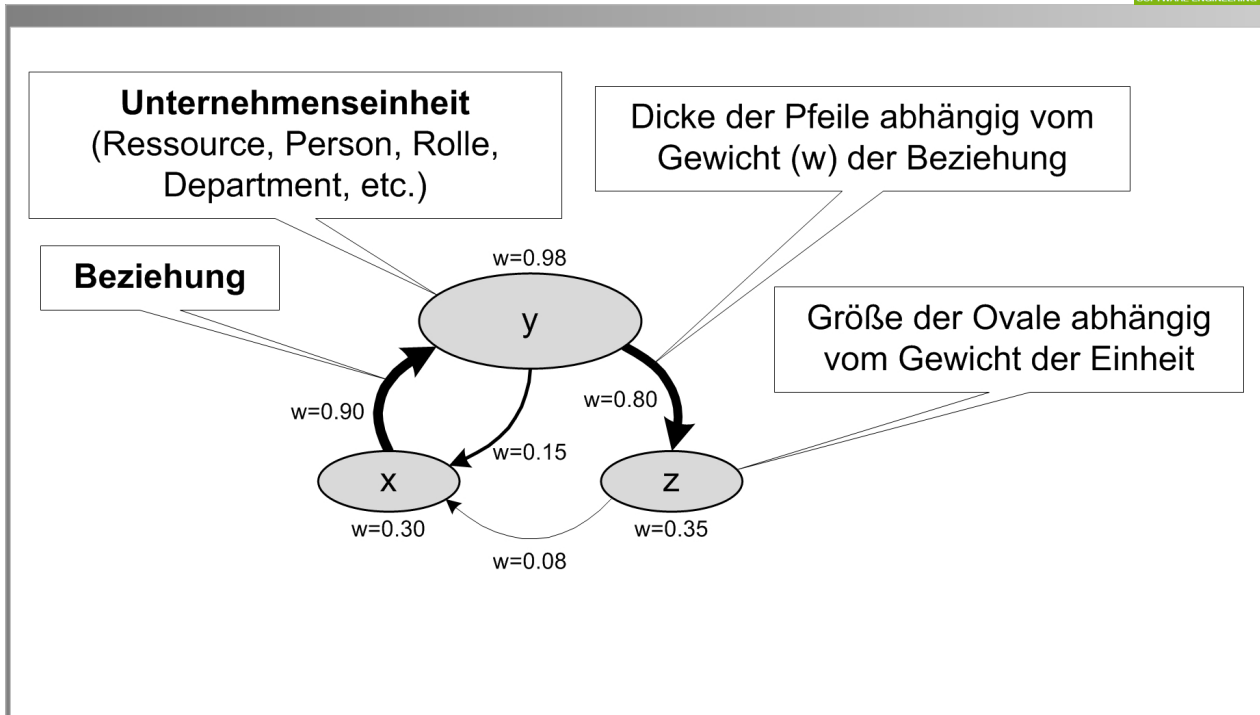 Unternehmenseinheit
(Ressource, Person, Rolle,
Department, etc.)
Dicke der Pfeile abhängig vom
Gewicht (w) der Beziehung
Beziehung
w=0.98
y
Größe der Ovale abhängig
vom Gewicht der Einheit
w=0.90
w=0.80
w=0.15
x
z
w=0.30
w=0.35
w=0.08